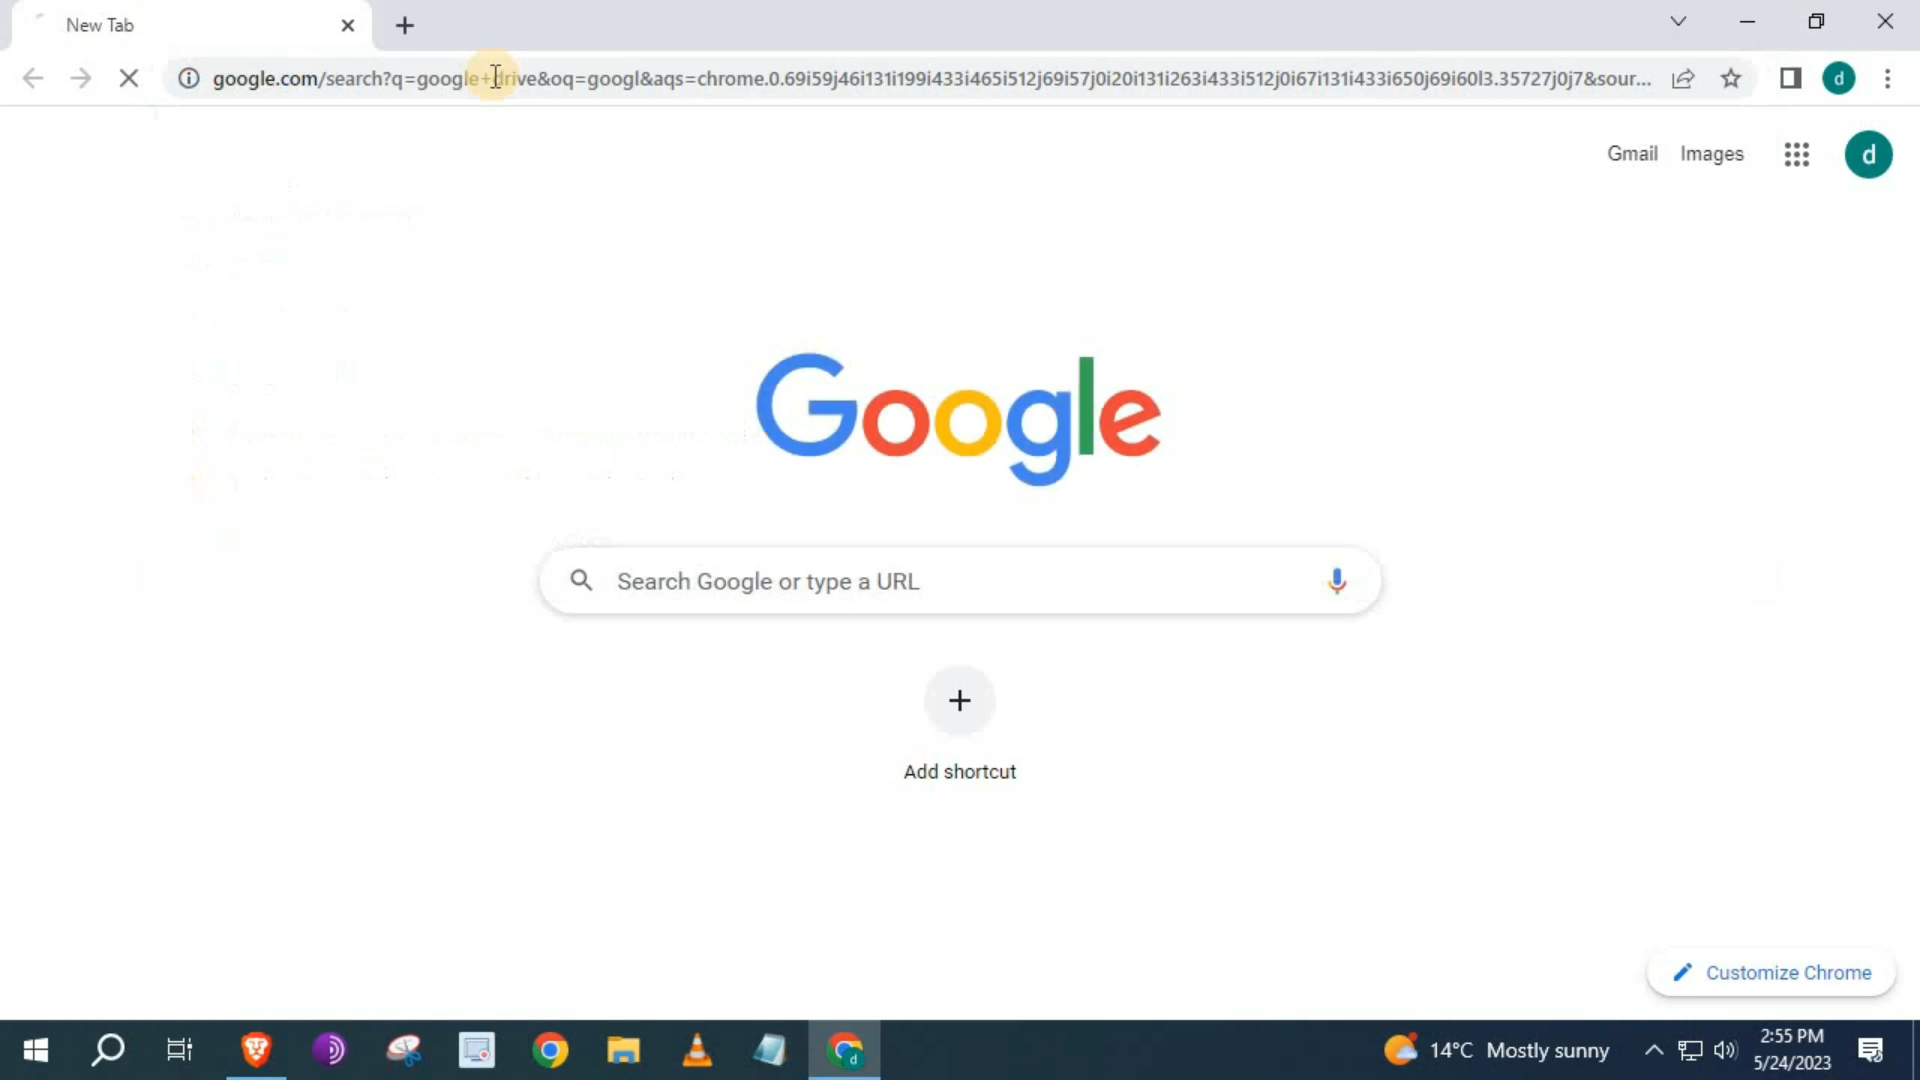 New Tab
google.com/search?q=google+drive&oq=googl&aqs=chrome.0.69i59j46i131i199i433i465i512j69i57j0i20i131i263i433i512j0i67i131i433i650j69i60l3.35727j0j7&sour...
d
Gmail Images
d
Google
Search Google or type a URL
Add shortcut
Customize Chrome
d
14°C Mostly sunny
2:55 PM
5/24/2023